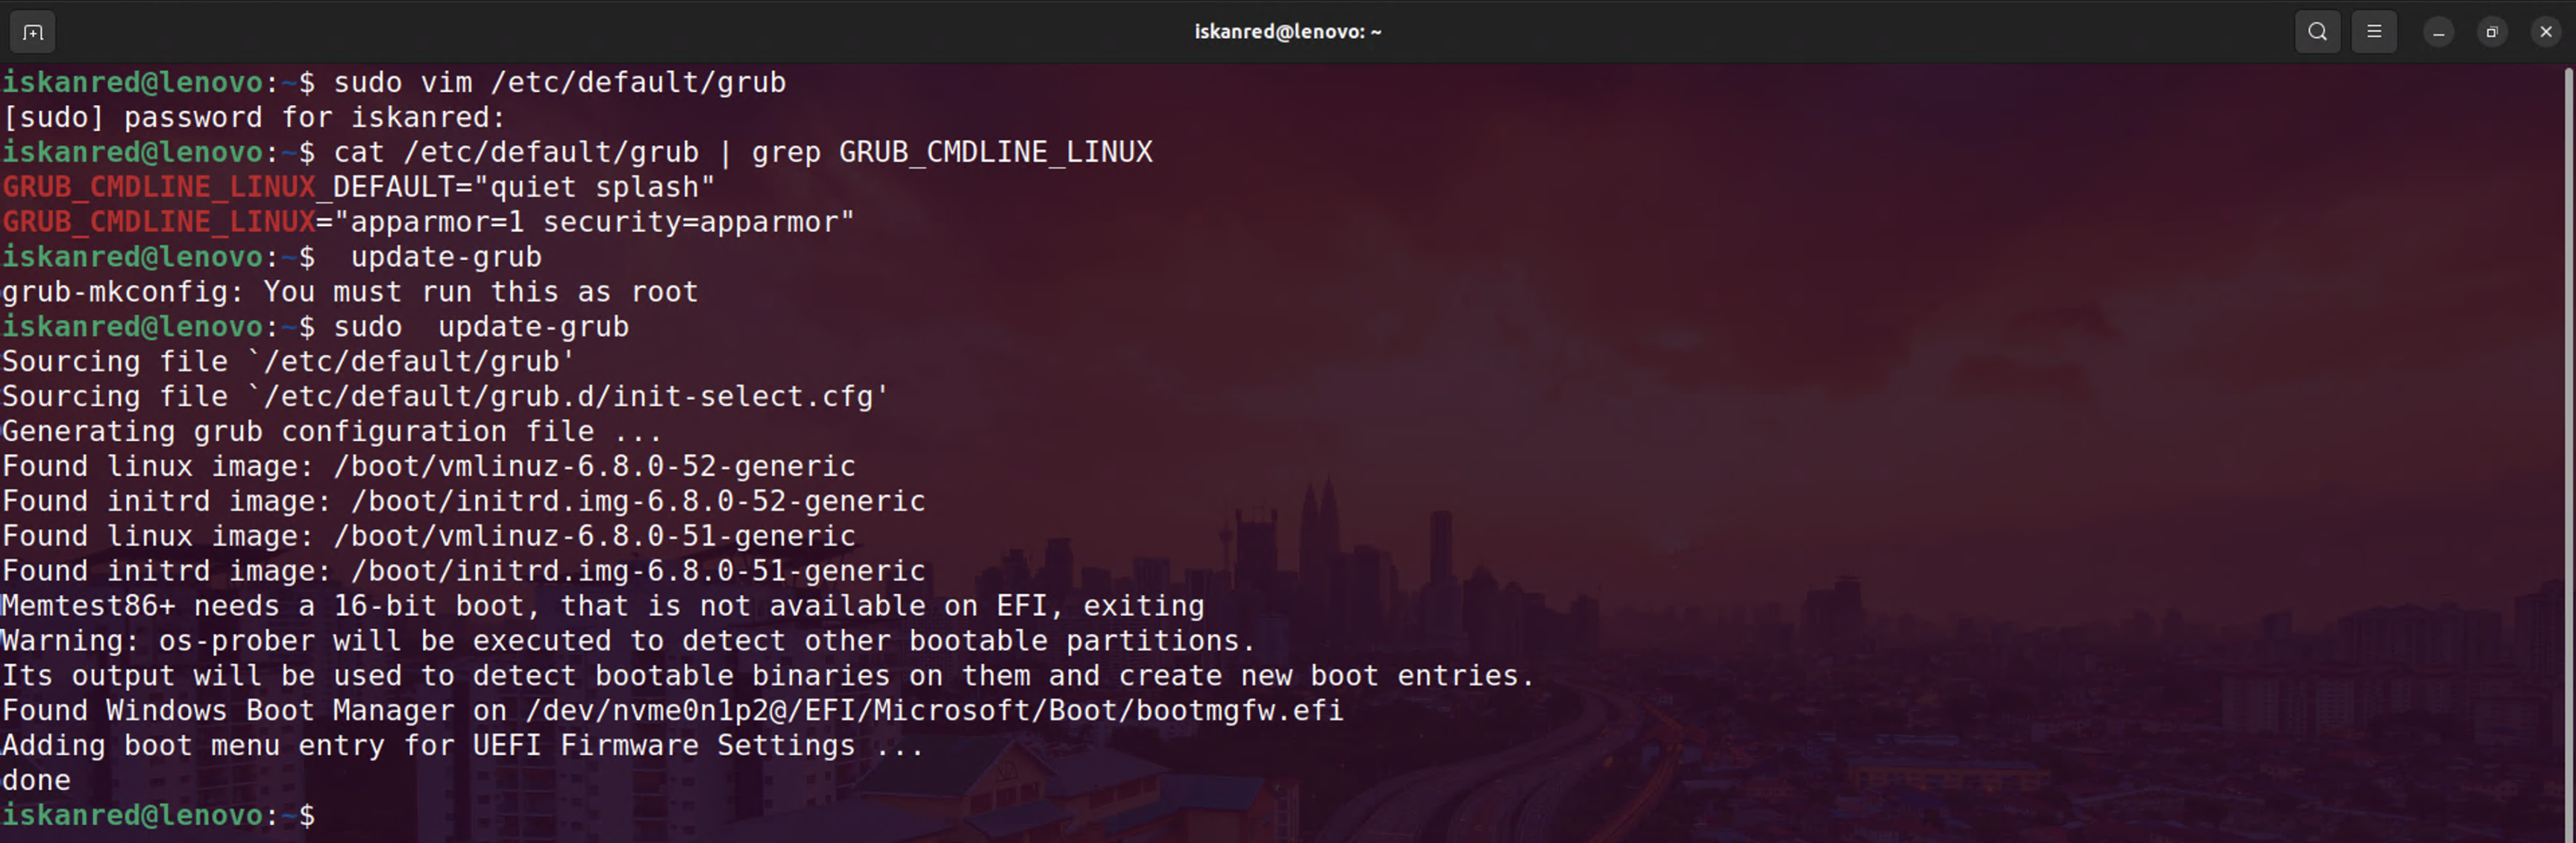 iskanred@lenovo: ~
iskanred@lenovo:~$ sudo vim /etc/default/grub
[sudo] password for iskanred:
iskanred@lenovo:~$ cat /etc/default/grub | grep GRUB_CMDLINE_LINUX
GRUB_CMDLINE_LINUX_DEFAULT="quiet splash"
GRUB_CMDLINE_LINUX="apparmor=1 security=apparmor"
iskanred@lenovo:~$  update-grub
grub-mkconfig: You must run this as root
iskanred@lenovo:~$ sudo  update-grub
Sourcing file `/etc/default/grub'
Sourcing file `/etc/default/grub.d/init-select.cfg'
Generating grub configuration file ...
Found linux image: /boot/vmlinuz-6.8.0-52-generic
Found initrd image: /boot/initrd.img-6.8.0-52-generic
Found linux image: /boot/vmlinuz-6.8.0-51-generic
Found initrd image: /boot/initrd.img-6.8.0-51-generic
Memtest86+ needs a 16-bit boot, that is not available on EFI, exiting
Warning: os-prober will be executed to detect other bootable partitions.
Its output will be used to detect bootable binaries on them and create new boot entries.
Found Windows Boot Manager on /dev/nvme0n1p2@/EFI/Microsoft/Boot/bootmgfw.efi
Adding boot menu entry for UEFI Firmware Settings ...
done
iskanred@lenovo:~$